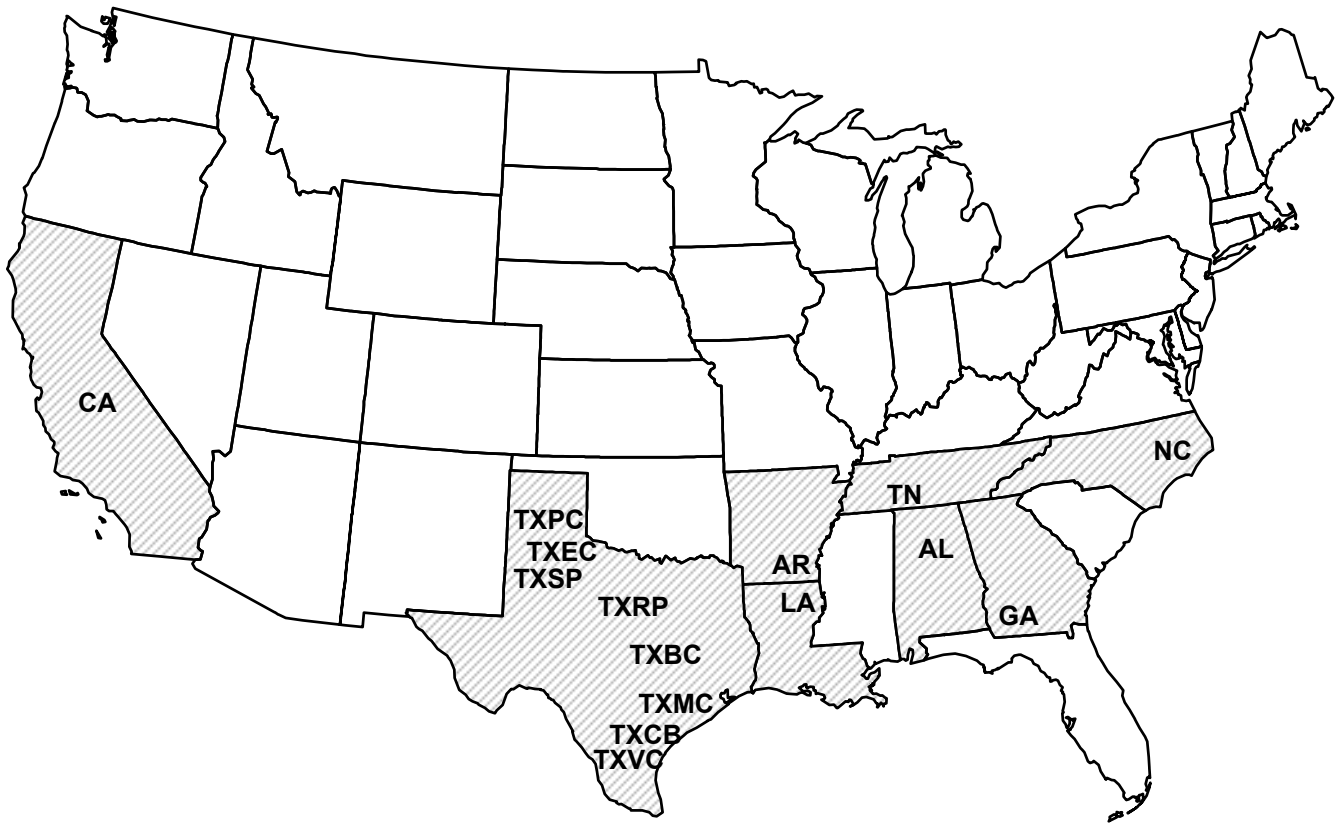 CA
NC
TN
TXPC
TXEC
AL
AR
TXSP
LA
TXRP
GA
TXBC
TXMC
TXCB
TXVC